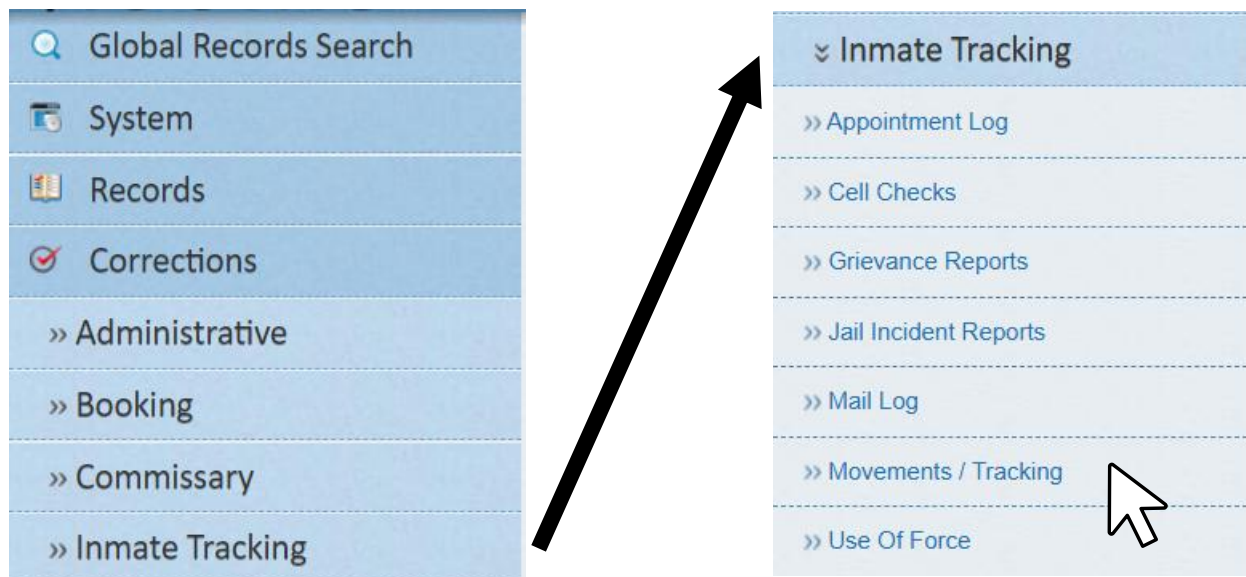 Global Records Search
System
Records
Corrections
» Administrative
» Booking
» Commissary
» Inmate Tracking
Inmate Tracking
» Appointment Log
» Cell Checks
» Grievance Reports
» Jail Incident Reports
» Mail Log
» Movements / Tracking
» Use Of Force